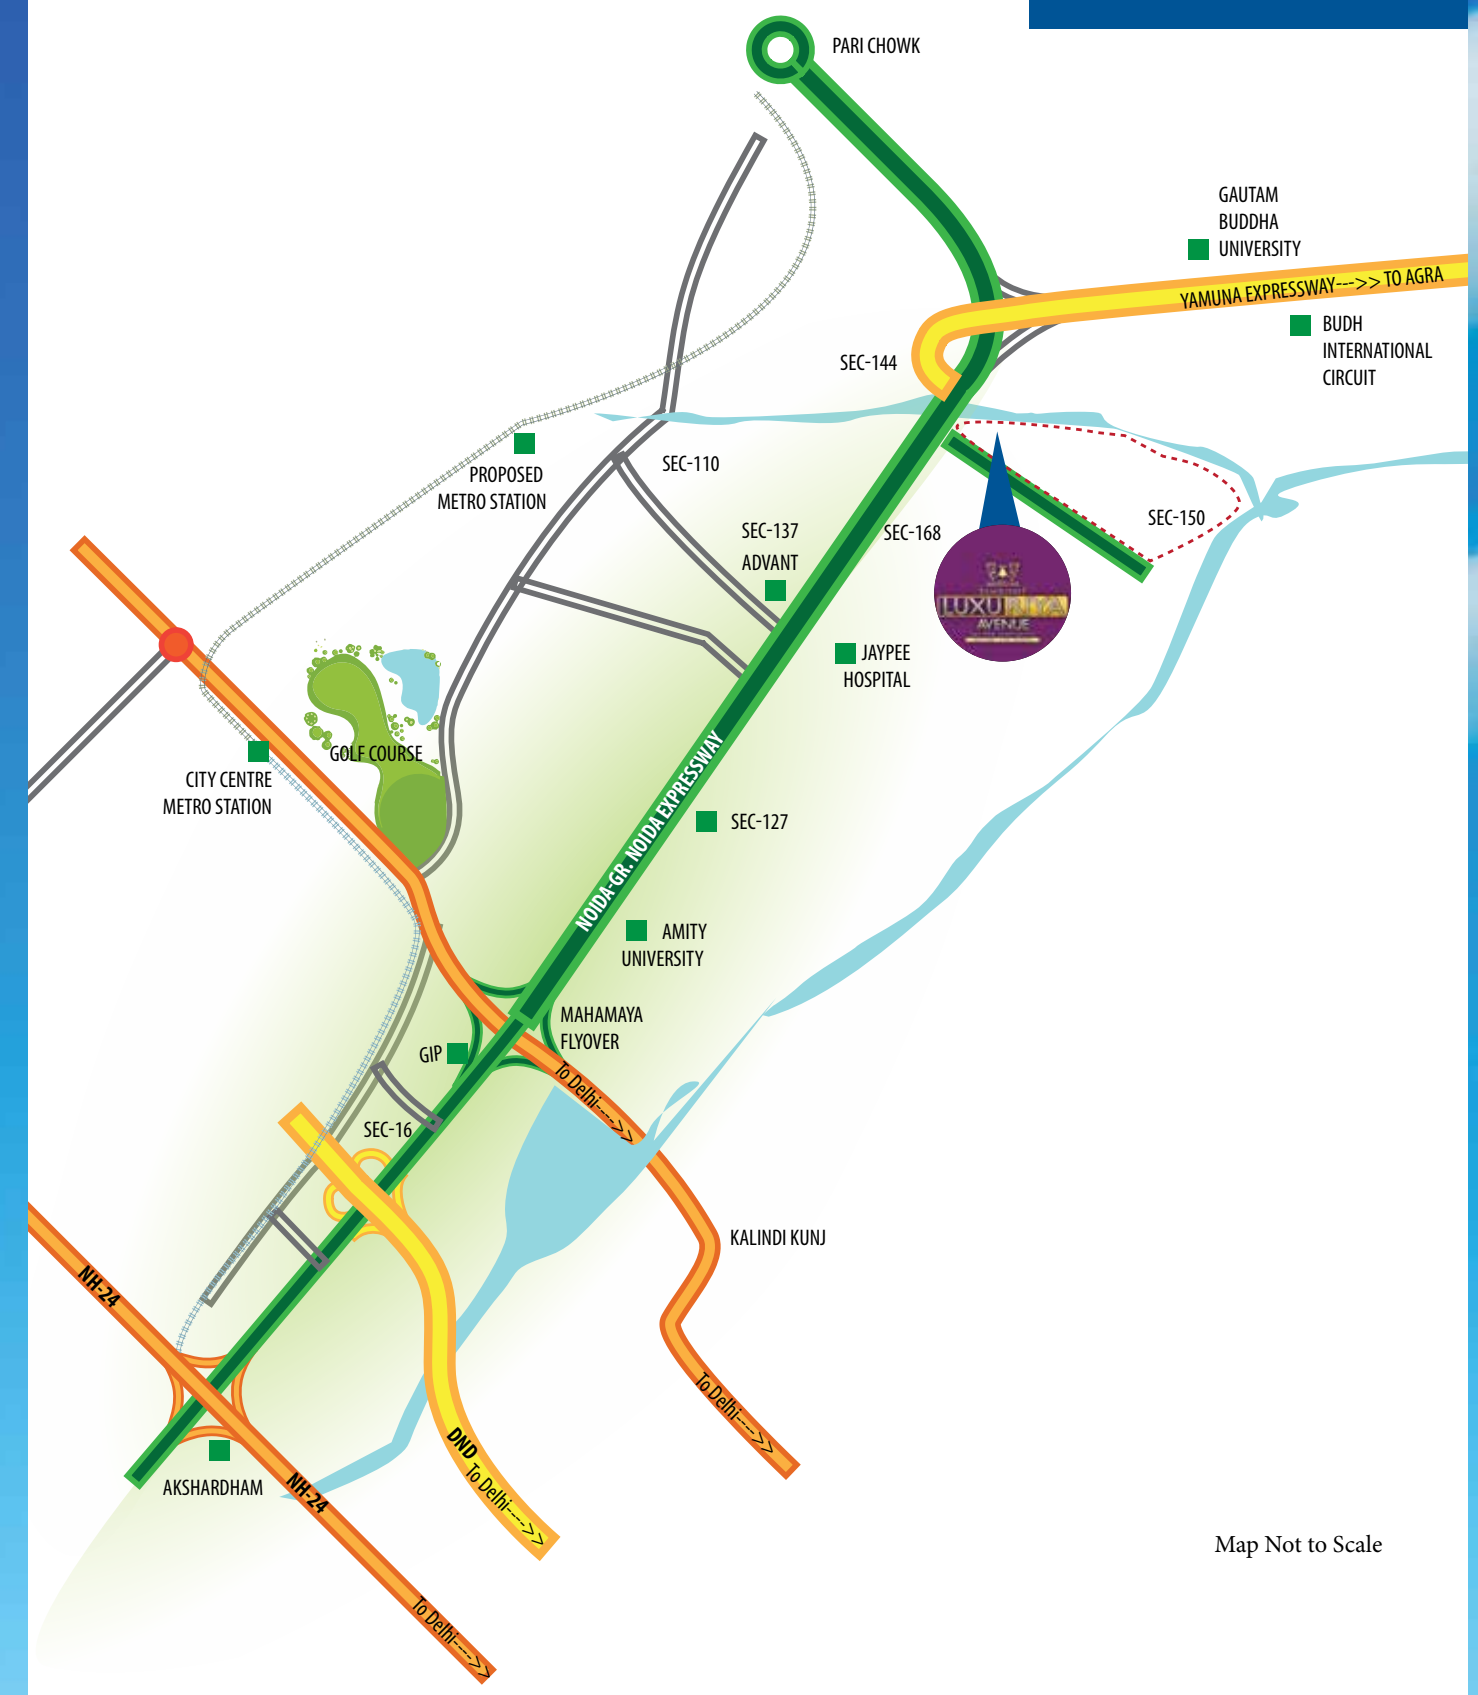 PARI CHOWK
GAUTAM
BUDDHA
UNIVERSITY
YAMUNA EXPRESSWAY--->> TO AGRA
BUDH
INTERNATIONAL
CIRCUIT
SEC-144
PROPOSED
METRO STATION
SEC-110
SEC-137
ADVANT
SEC-168
SEC-150
LUXURIYA
AVENUE
JAYPEE
HOSPITAL
GOLF COURSE
CITY CENTRE
METRO STATION
NOIDA-GR. NOIDA EXPRESSWAY
SEC-127
AMITY
UNIVERSITY
MAHAMAYA
FLYOVER
GIP
To Delhi---->>
SEC-16
KALINDI KUNJ
NH-24
To Delhi---->>
DND
To Delhi---->>
AKSHARDHAM
NH-24
To Delhi---->>
Map Not to Scale